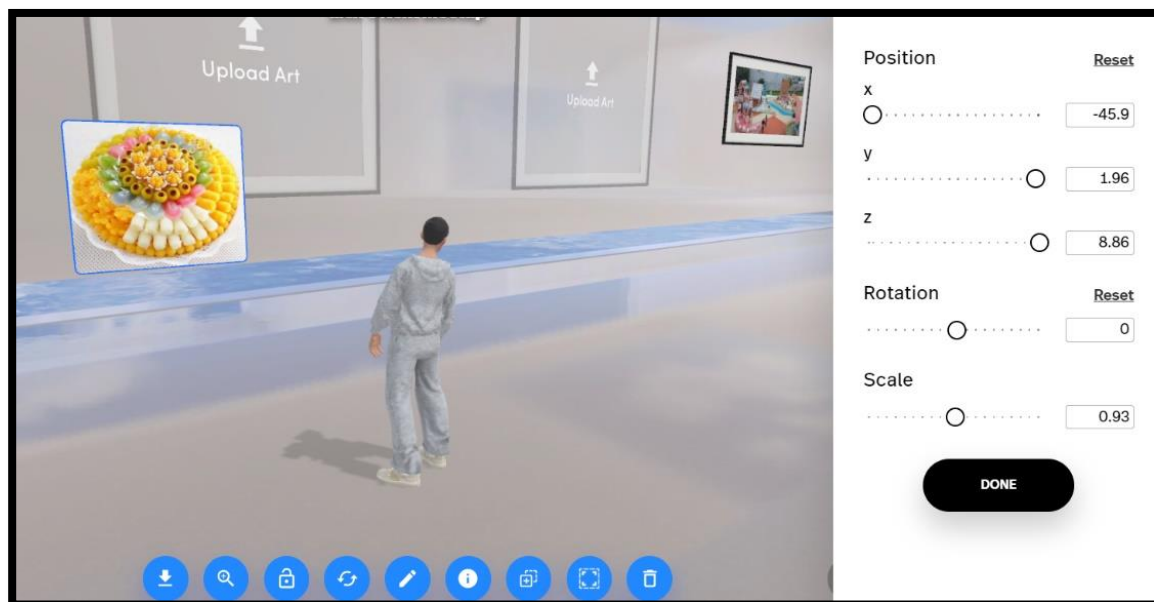 Upload Art
Upload Art
Position Reset
x
-45.9
y
1.96
z
8.86
Rotation Reset
0
Scale
0.93
DONE